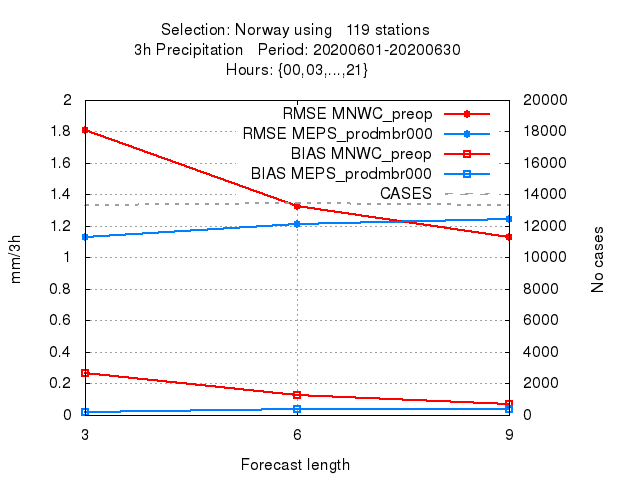 Selection: Norway using 119 stations
3h Precipitation Period: 20200601-20200630
Hours: {00,03,...,21}
2 20000
1.8 18000
1.6 16000
1.4 14000
1.2 12000
1 10000
0.8 8000
0.6 6000
0.4 4000
0.2 2000
0 0
RMSE MNWC_preop
RMSE MEPS_prodmbr000
BIAS MNWC_preop
BIAS MEPS_prodmbr000
CASES
mm/3h
No cases
3 6 9
Forecast length